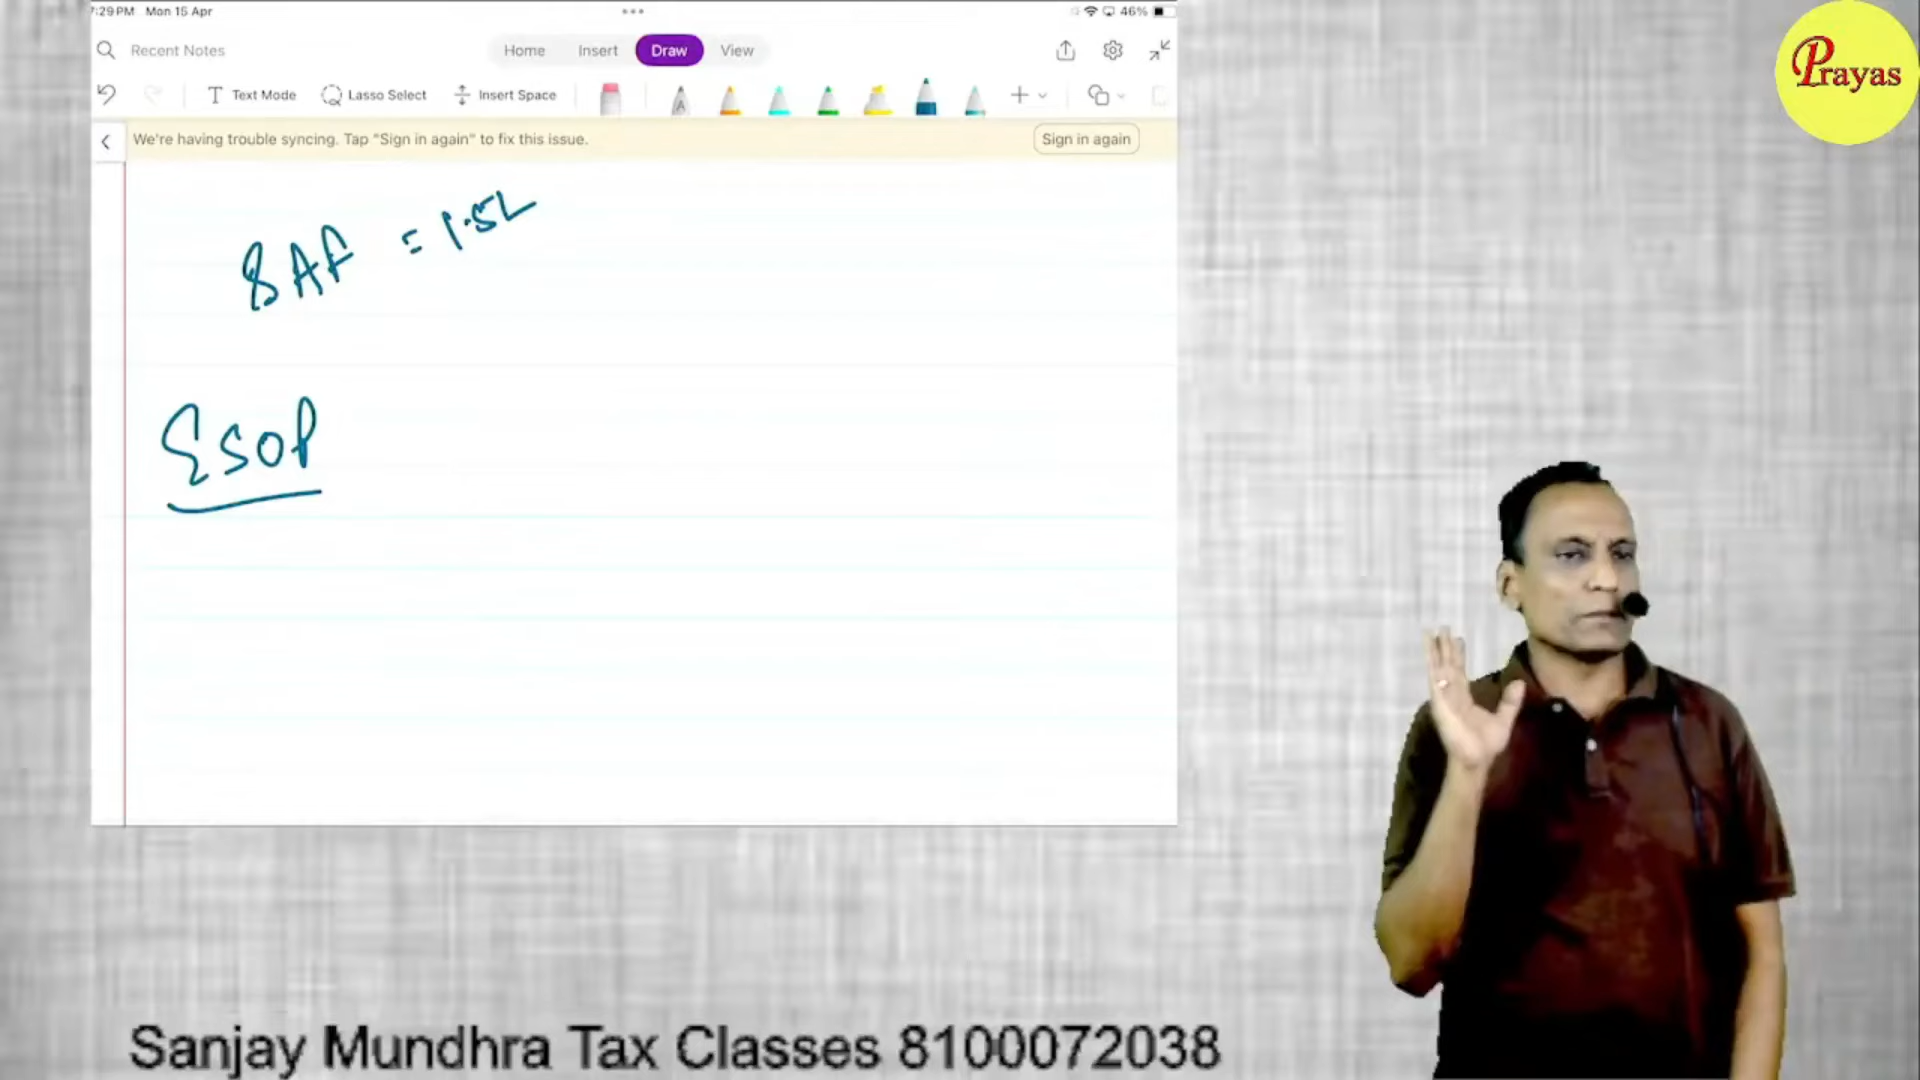 7:29 PM Mon 15 Apr 46%
Prayas
Recent Notes Home Insert Draw View
Text Mode Lasso Select Insert Space
We're having trouble syncing. Tap "Sign in again" to fix this issue. Sign in again
SAF = 1.5L
ESOP
Sanjay Mundhra Tax Classes 8100072038